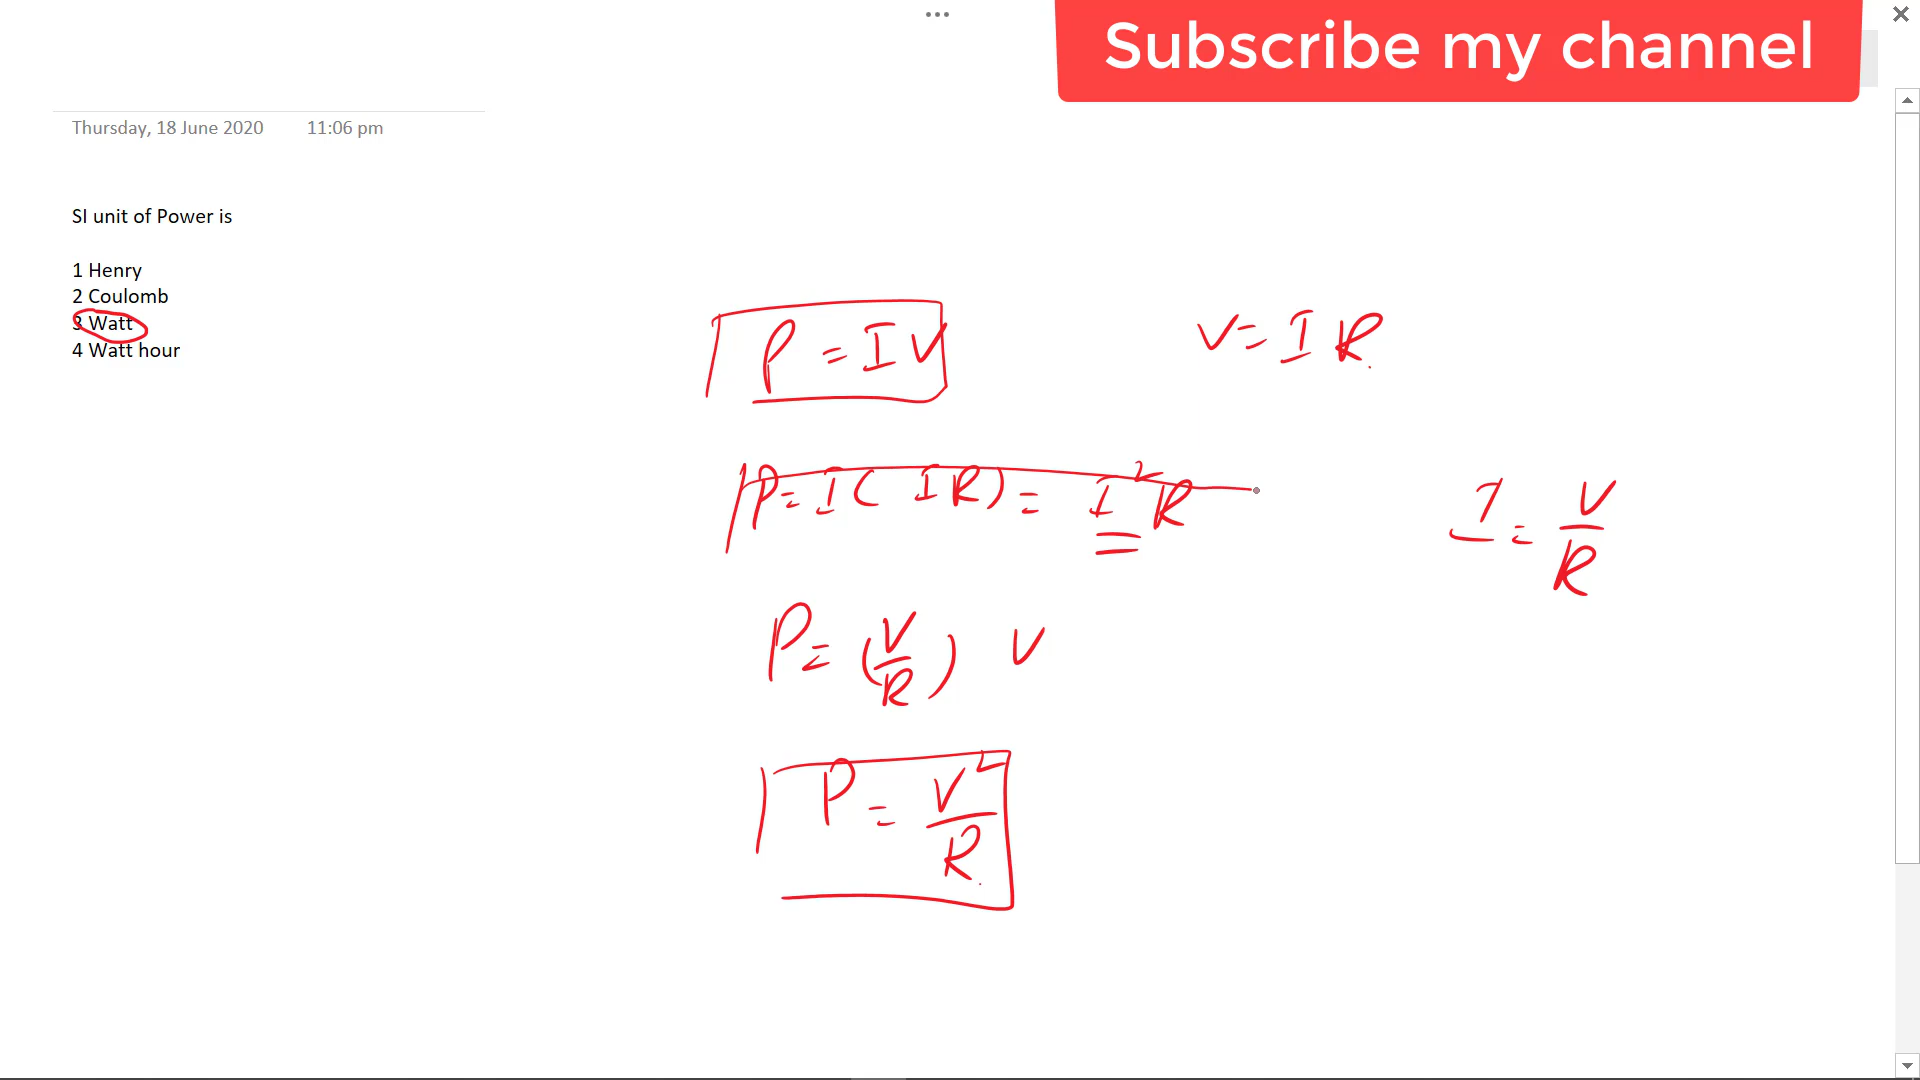 Subscribe my channel
Thursday, 18 June 2020 11:06 pm
SI unit of Power is
1 Henry
2 Coulomb
3 Watt
4 Watt hour
P = IV
V = IR
P = I( IR) = I²R
I = V/R
P = (V/R) V
P = V²/R